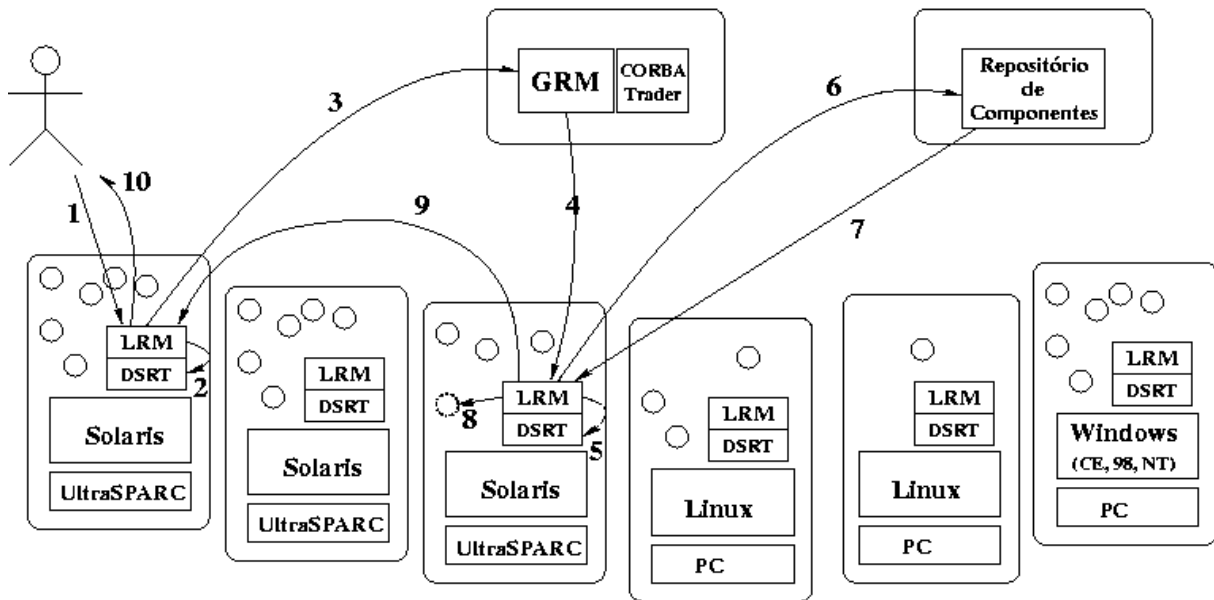 GRM
CORBA
Trader
Repositório
de
Componentes
3
6
10
1
9
4
7
LRM
DSRT
2
Solaris
UltraSPARC
LRM
DSRT
Solaris
UltraSPARC
8
LRM
DSRT
5
Solaris
UltraSPARC
LRM
DSRT
Linux
PC
LRM
DSRT
Linux
PC
LRM
DSRT
Windows
(CE, 98, NT)
PC